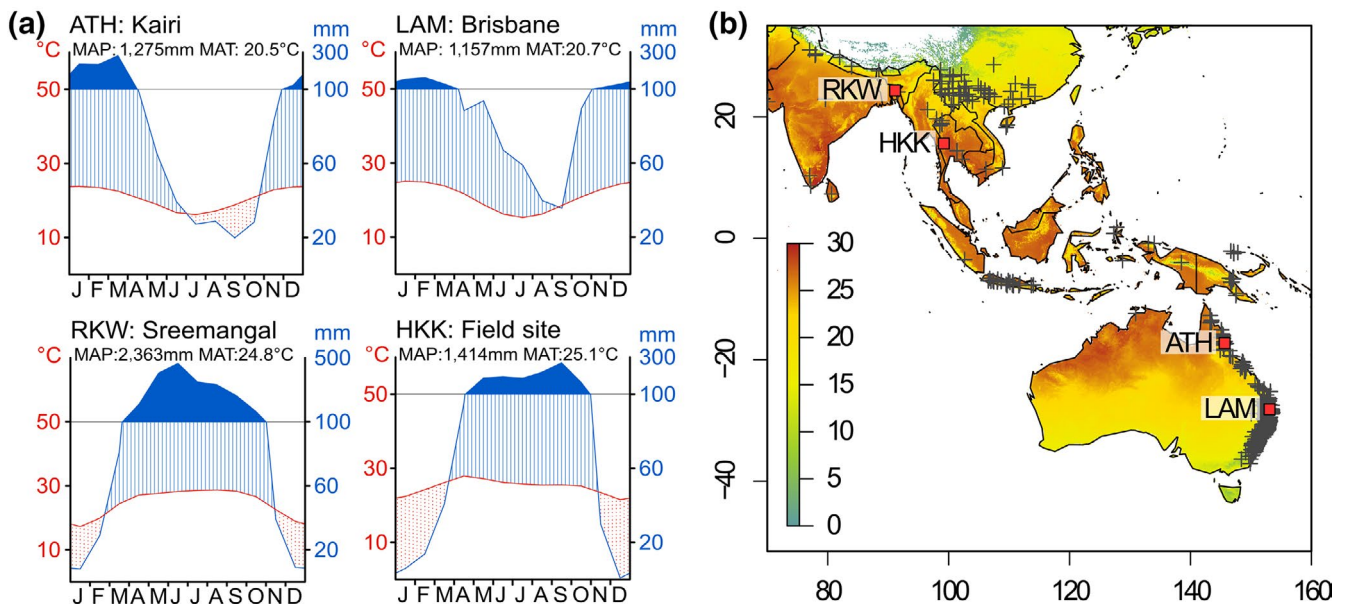 (a)
ATH: Kairi
MAP: 1,275mm MAT: 20.5°C
°C
mm
300
100
60
20
50
30
10
J F M A M J J A S O N D
LAM: Brisbane
MAP: 1,157mm MAT:20.7°C
°C
mm
300
100
60
20
50
30
10
J F M A M J J A S O N D
RKW: Sreemangal
MAP:2,363mm MAT:24.8°C
°C
mm
500
100
60
20
50
30
10
J F M A M J J A S O N D
HKK: Field site
MAP:1,414mm MAT:25.1°C
°C
mm
300
100
60
20
50
30
10
J F M A M J J A S O N D
(b)
RKW
HKK
ATH
LAM
20
0
−20
−40
30
25
20
15
10
5
0
80
100
120
140
160